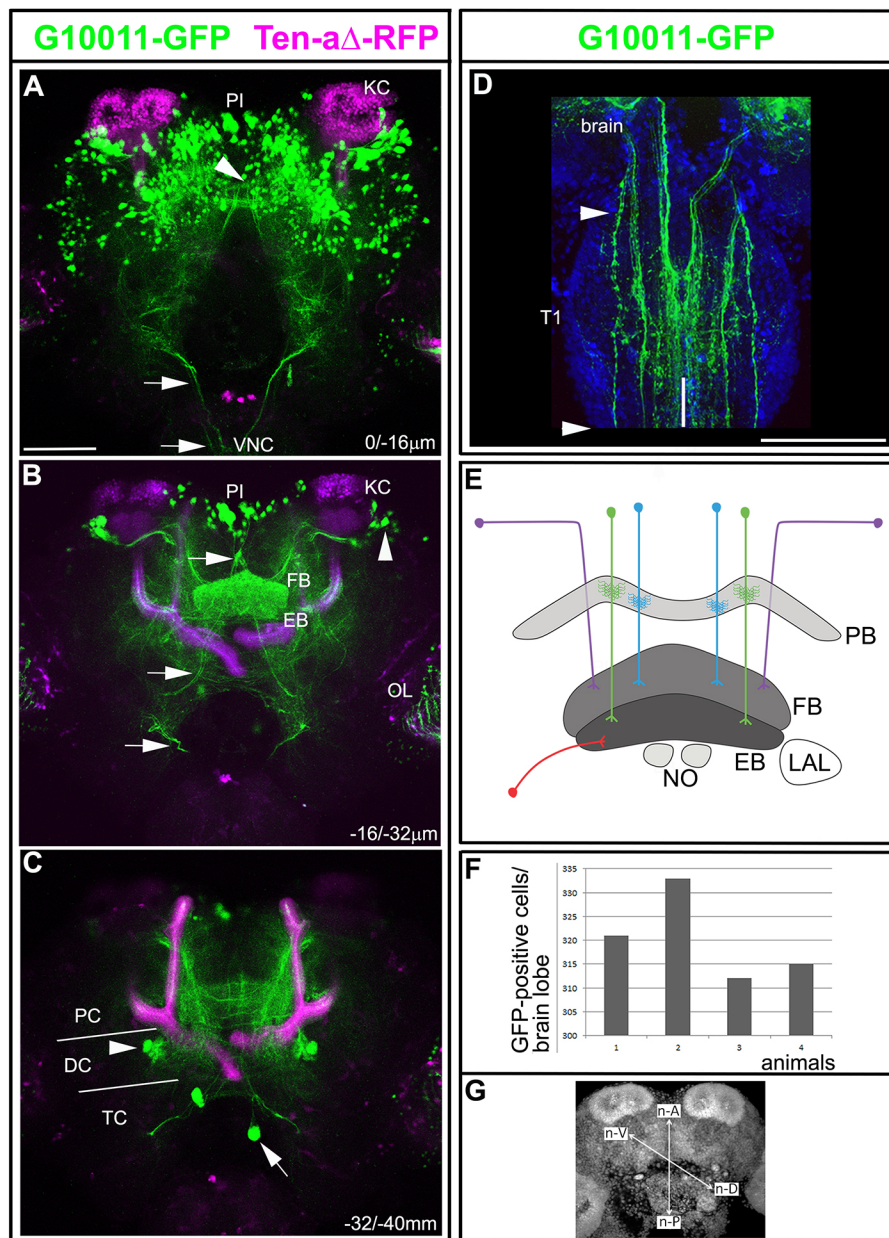 G10011-GFP Ten-aΔ-RFP
A
PI
KC
VNC
0/-16µm
B
PI
KC
FB
EB
OL
-16/-32µm
C
PC
DC
TC
-32/-40mm
G10011-GFP
D
brain
T1
E
PB
FB
EB
LAL
NO
F
GFP-positive cells/
brain lobe
335
330
325
320
315
310
305
300
1 2 3 4
animals
G
n-A
n-V
n-D
n-P